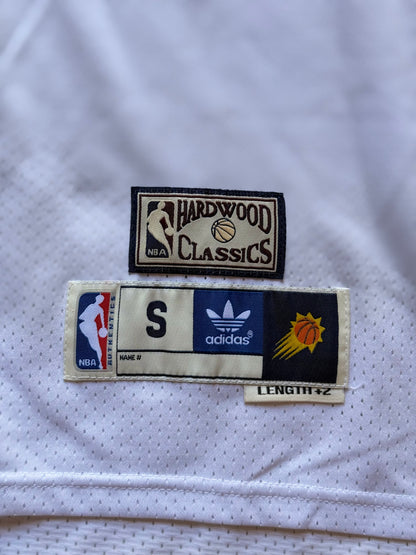 HARDWOOD
CLASSICS
NBA
NBA
AUTHENTICS
S
NAME #
adidas®
LENGTH+2